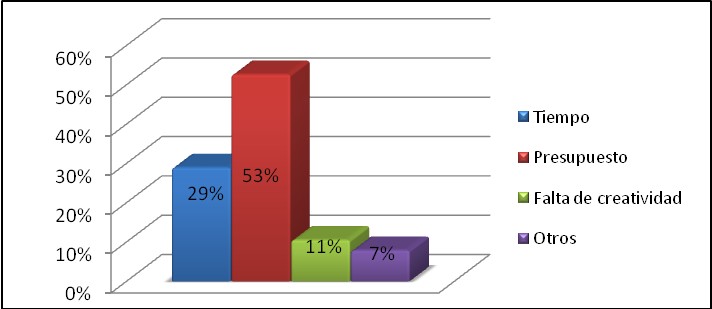 60%
50%
40%
30%
20%
10%
0%
29%
53%
11%
7%
Tiempo
Presupuesto
Falta de creatividad
Otros